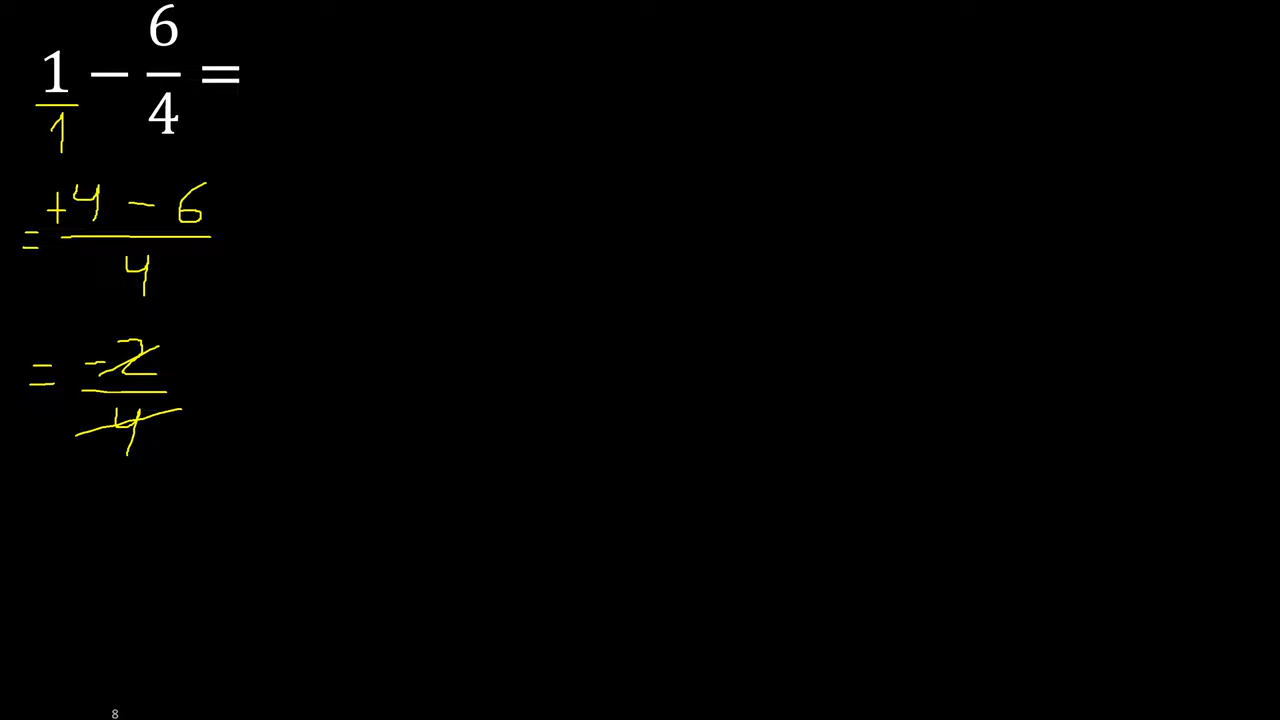 1/1 − 6/4 =
= +4 − 6 / 4
= −2 / 4
8